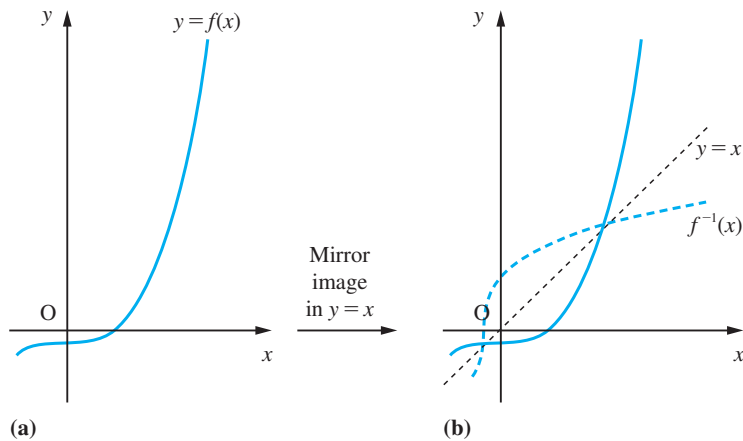 y
y = f(x)
O
x
(a)
Mirror
image
in y = x
y
y = x
f⁻¹(x)
O
x
(b)